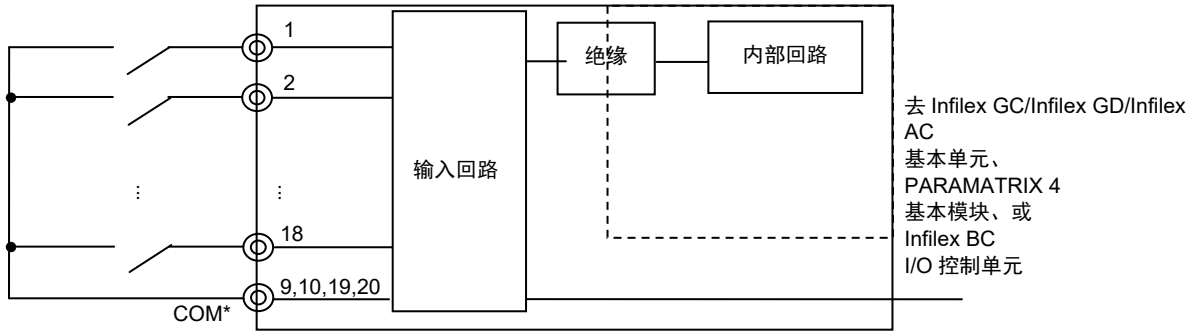 1
2
⋮
⋮
18
9,10,19,20
COM*
输入回路
绝缘
内部回路
去 Infilex GC/Infilex GD/Infilex
AC
基本单元、
PARAMATRIX 4
基本模块、或
Infilex BC
I/O 控制单元